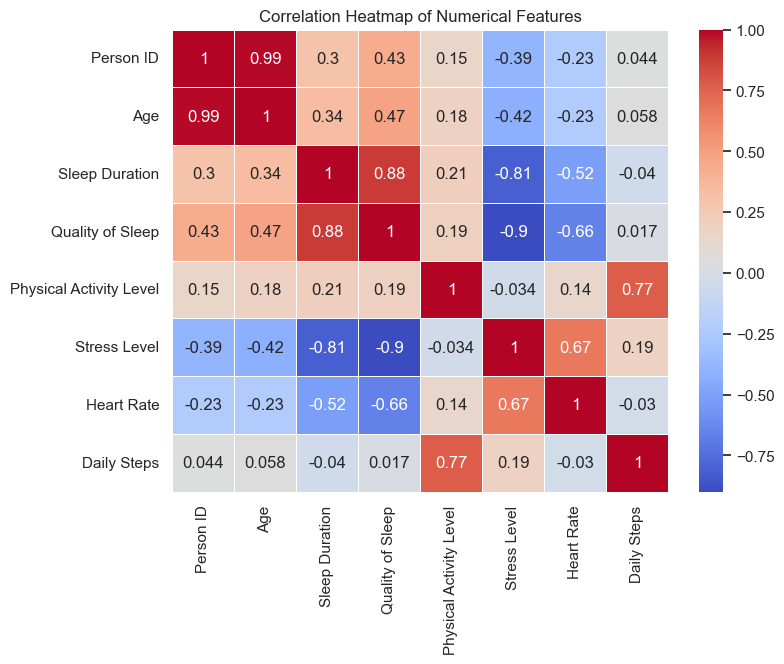 Correlation Heatmap of Numerical Features
Person ID 1 0.99 0.3 0.43 0.15 -0.39 -0.23 0.044
Age 0.99 1 0.34 0.47 0.18 -0.42 -0.23 0.058
Sleep Duration 0.3 0.34 1 0.88 0.21 -0.81 -0.52 -0.04
Quality of Sleep 0.43 0.47 0.88 1 0.19 -0.9 -0.66 0.017
Physical Activity Level 0.15 0.18 0.21 0.19 1 -0.034 0.14 0.77
Stress Level -0.39 -0.42 -0.81 -0.9 -0.034 1 0.67 0.19
Heart Rate -0.23 -0.23 -0.52 -0.66 0.14 0.67 1 -0.03
Daily Steps 0.044 0.058 -0.04 0.017 0.77 0.19 -0.03 1
Person ID
Age
Sleep Duration
Quality of Sleep
Physical Activity Level
Stress Level
Heart Rate
Daily Steps
1.00
0.75
0.50
0.25
0.00
−0.25
−0.50
−0.75